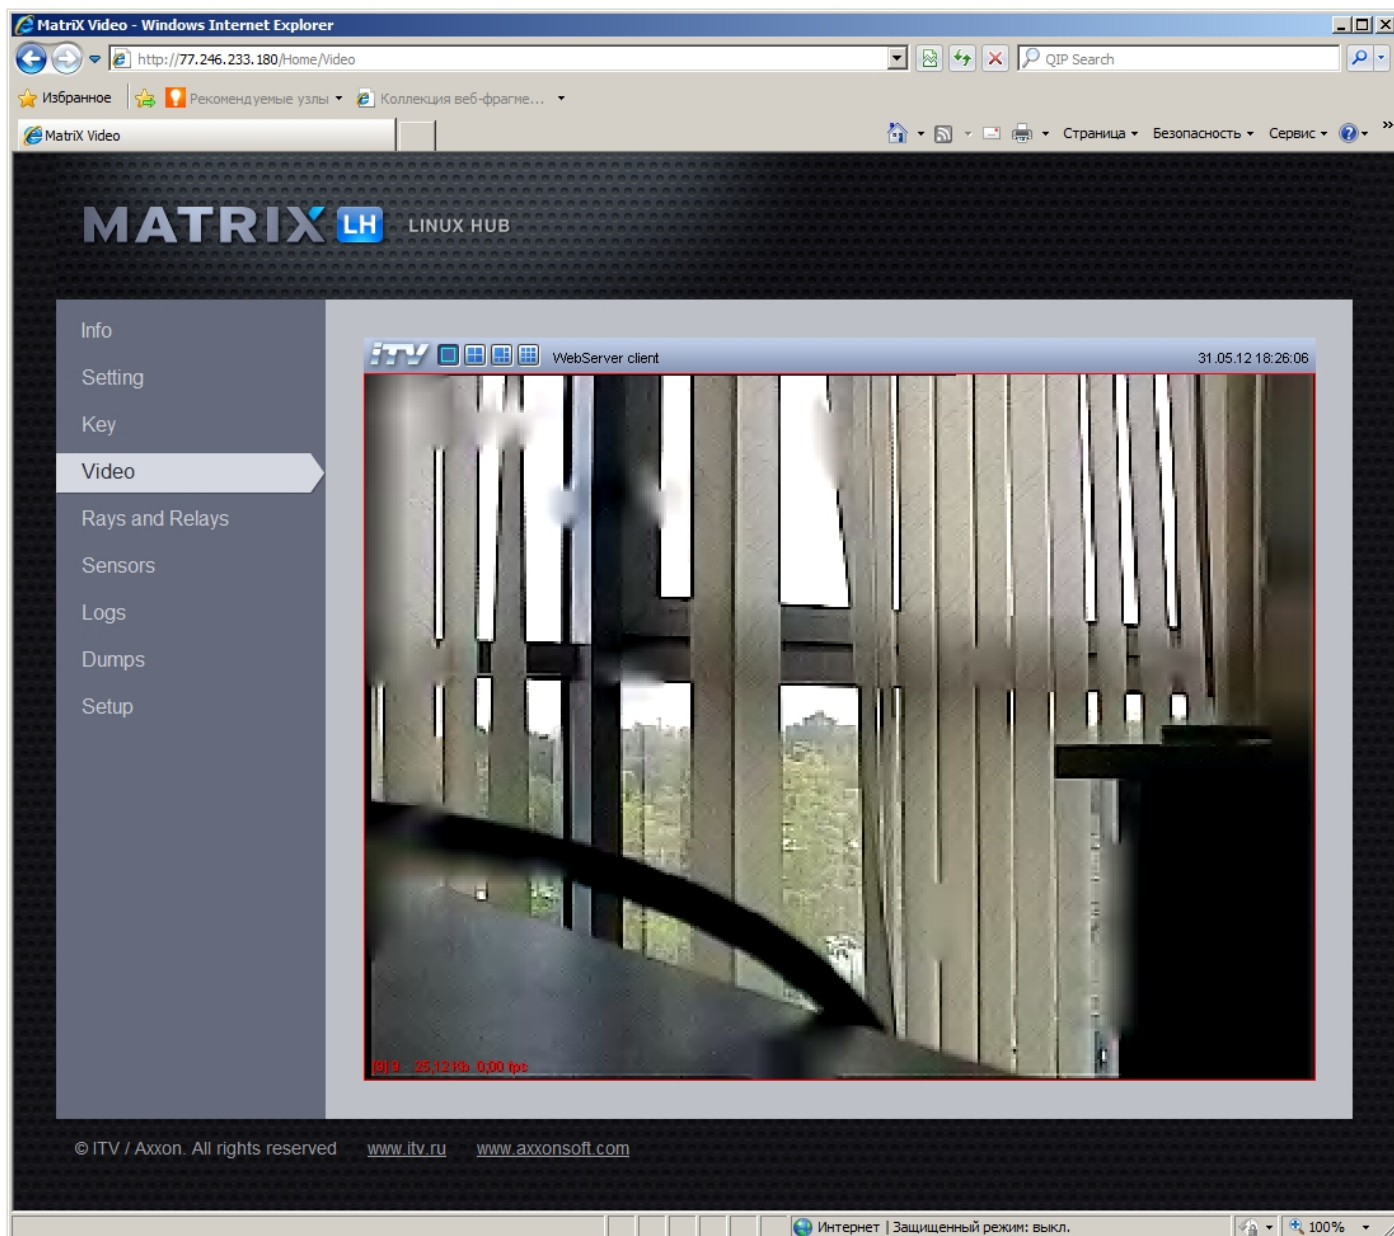 MatriX Video - Windows Internet Explorer
http://77.246.233.180/Home/Video
QIP Search
Избранное
Рекомендуемые узлы
Коллекция веб-фрагме...
MatriX Video
Страница
Безопасность
Сервис
MATRIX LH LINUX HUB
Info
Setting
Key
Video
Rays and Relays
Sensors
Logs
Dumps
Setup
iTV
WebServer client
31.05.12 18:26:06
25,12 Kb 0,00 fps
© ITV / Axxon. All rights reserved www.itv.ru www.axxonsoft.com
Интернет | Защищенный режим: выкл.
100%